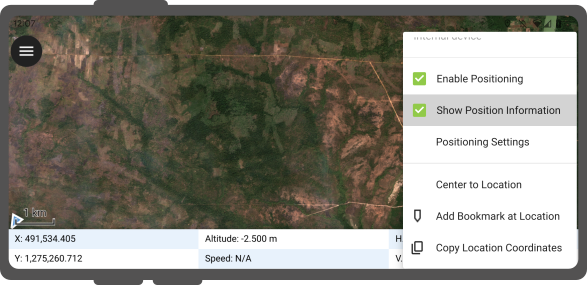 12:07
Internal device
Enable Positioning
Show Position Information
Positioning Settings
Center to Location
Add Bookmark at Location
Copy Location Coordinates
1 km
X: 491,534.405
Altitude: -2.500 m
H
Y: 1,275,260.712
Speed: N/A
V.